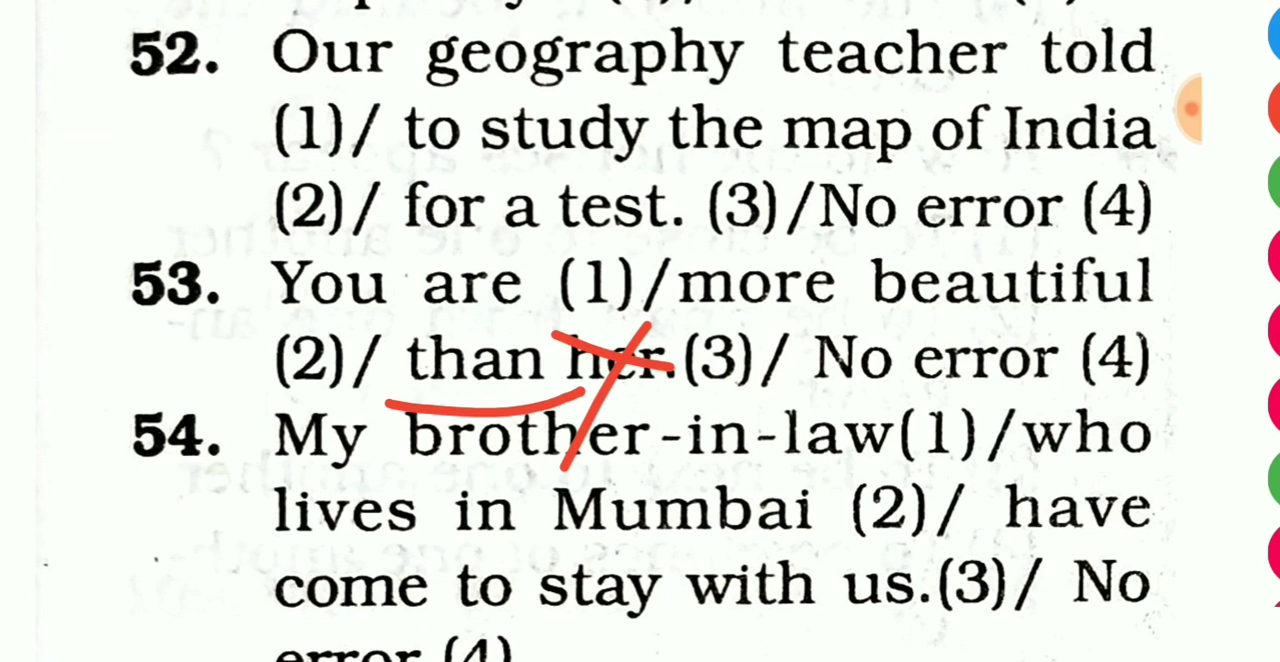 52. Our geography teacher told
(1)/ to study the map of India
(2)/ for a test. (3)/No error (4)
53. You are (1)/more beautiful
(2)/ than her.(3)/ No error (4)
54. My brother-in-law(1)/who
lives in Mumbai (2)/ have
come to stay with us.(3)/ No
error (4)